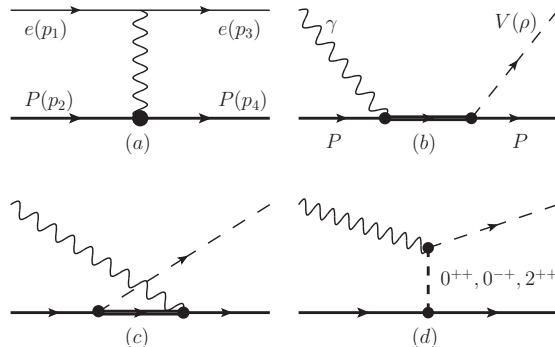 e(p₁) e(p₃)
P(p₂) P(p₄)
(a)
γ V(ρ)
P P
(b)
(c)
0⁺⁺, 0⁻⁺, 2⁺⁺
(d)